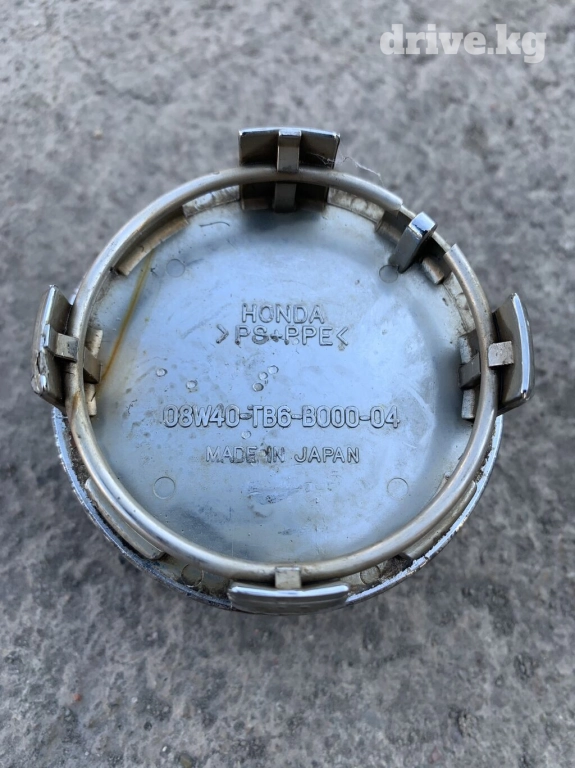 drive.kg
HONDA
>PS+PPE<
08W40-TB6-B000-04
MADE IN JAPAN